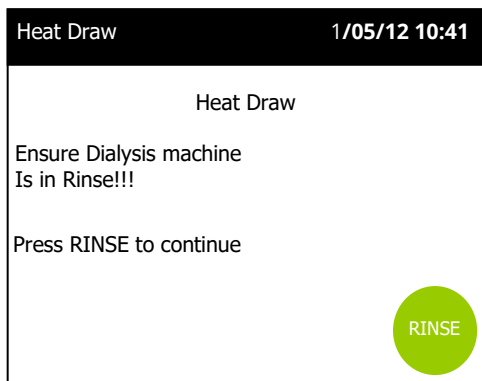 Heat Draw 1/05/12 10:41
Heat Draw
Ensure Dialysis machine
Is in Rinse!!!
Press RINSE to continue
RINSE